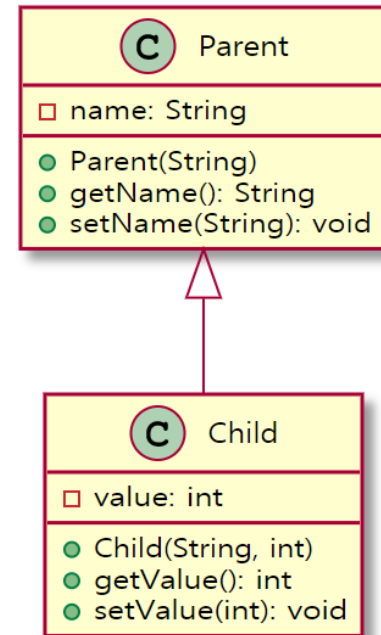 C Parent
name: String
Parent(String)
getName(): String
setName(String): void
C Child
value: int
Child(String, int)
getValue(): int
setValue(int): void